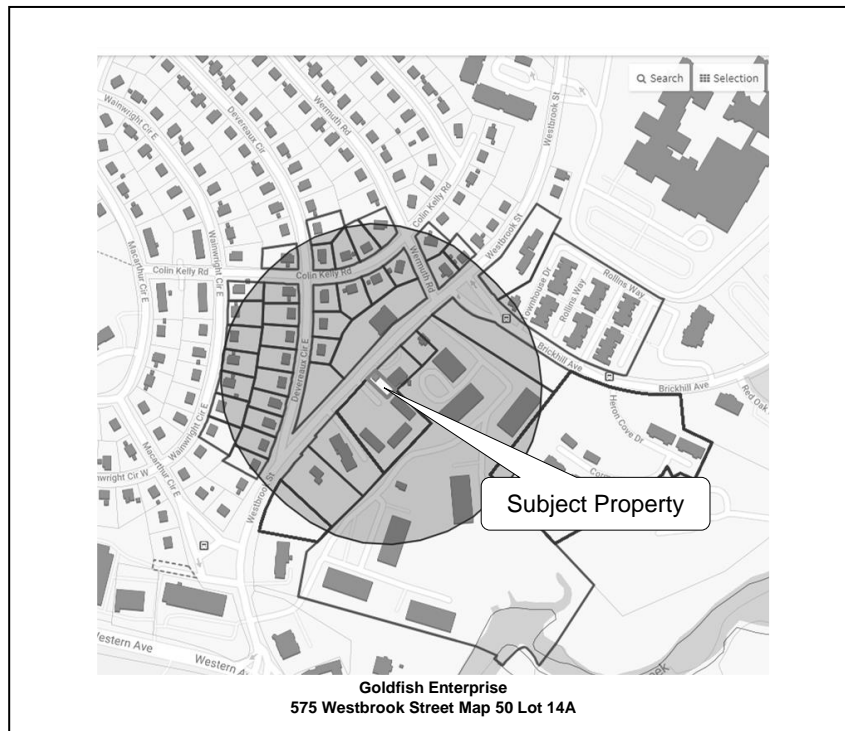 Search
Selection
Wainwright Cir E
Devereaux Cir
Wermuth Rd
Westbrook St
Macarthur Cir E
Wainwright Cir E
Colin Kelly Rd
Colin Kelly Rd
Colin Kelly Rd
Wermuth Rd
Westbrook St
Townhouse Dr
Rollins Way
Rollins Way
Brickhill Ave
Brickhill Ave
Red Oak
Heron Cove Dr
Devereaux Cir E
Wainwright Cir E
Macarthur Cir E
nwright Cir W
Westbrook St
Subject Property
Western Ave
Western
Goldfish Enterprise
575 Westbrook Street Map 50 Lot 14A